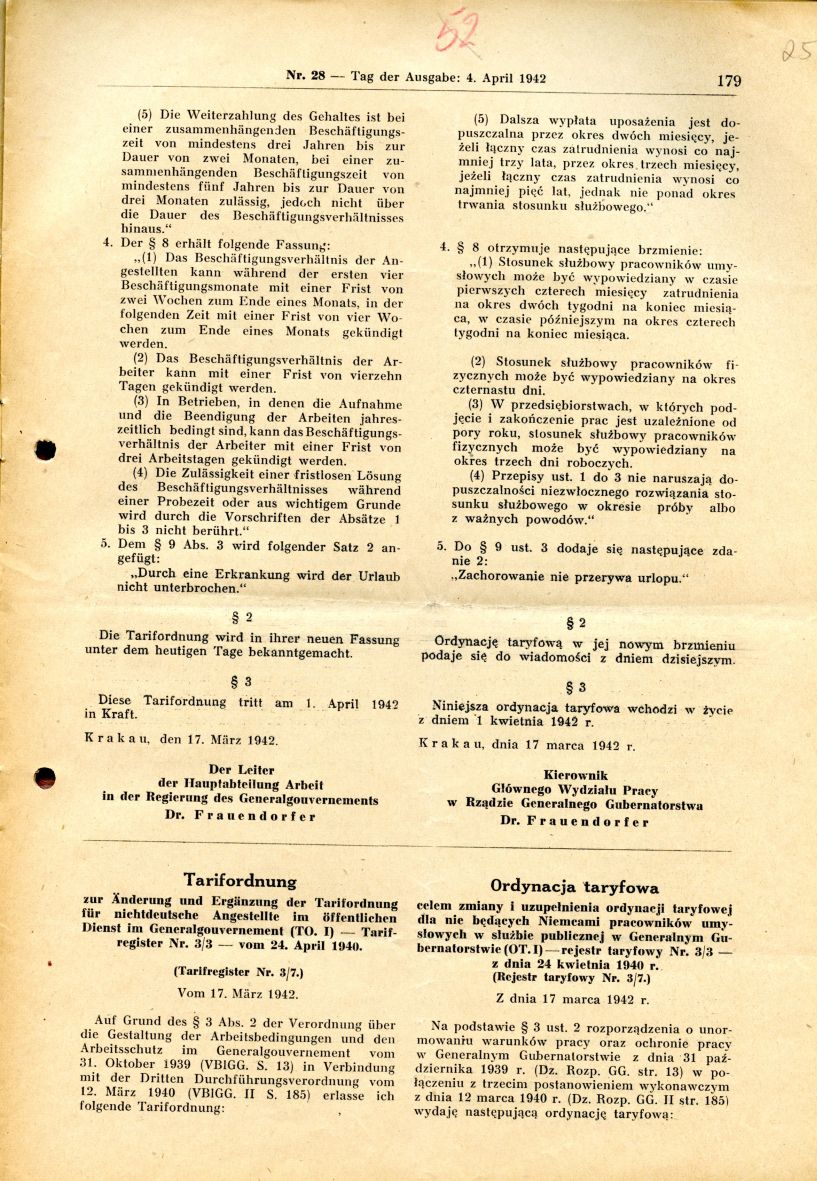 52
25
Nr. 28 — Tag der Ausgabe: 4. April 1942
179
(5) Die Weiterzahlung des Gehaltes ist bei
einer zusammenhängenden Beschäftigungs-
zeit von mindestens drei Jahren bis zur
Dauer von zwei Monaten, bei einer zu-
sammenhängenden Beschäftigungszeit von
mindestens fünf Jahren bis zur Dauer von
drei Monaten zulässig, jedoch nicht über
die Dauer des Beschäftigungsverhältnisses
hinaus.“
4. Der § 8 erhält folgende Fassung:
„(1) Das Beschäftigungsverhältnis der An-
gestellten kann während der ersten vier
Beschäftigungsmonate mit einer Frist von
zwei Wochen zum Ende eines Monats, in der
folgenden Zeit mit einer Frist von vier Wo-
chen zum Ende eines Monats gekündigt
werden.
(2) Das Beschäftigungsverhältnis der Ar-
beiter kann mit einer Frist von vierzehn
Tagen gekündigt werden.
(3) In Betrieben, in denen die Aufnahme
und die Beendigung der Arbeiten jahres-
zeitlich bedingt sind, kann das Beschäftigungs-
verhältnis der Arbeiter mit einer Frist von
drei Arbeitstagen gekündigt werden.
(4) Die Zulässigkeit einer fristlosen Lösung
des Beschäftigungsverhältnisses während
einer Probezeit oder aus wichtigem Grunde
wird durch die Vorschriften der Absätze 1
bis 3 nicht berührt.“
5. Dem § 9 Abs. 3 wird folgender Satz 2 an-
gefügt:
„Durch eine Erkrankung wird der Urlaub
nicht unterbrochen.“
§ 2
Die Tarifordnung wird in ihrer neuen Fassung
unter dem heutigen Tage bekanntgemacht.
§ 3
Diese Tarifordnung tritt am 1. April 1942
in Kraft.
Krakau, den 17. März 1942.
Der Leiter
der Hauptabteilung Arbeit
in der Regierung des Generalgouvernements
Dr. Frauendorfer
(5) Dalsza wypłata uposażenia jest do-
puszczalna przez okres dwóch miesięcy, je-
żeli łączny czas zatrudnienia wynosi co naj-
mniej trzy lata, przez okres trzech miesięcy,
jeżeli łączny czas zatrudnienia wynosi co
najmniej pięć lat, jednak nie ponad okres
trwania stosunku służbowego.“
4. § 8 otrzymuje następujące brzmienie:
„(1) Stosunek służbowy pracowników umy-
słowych może być wypowiedziany w czasie
pierwszych czterech miesięcy zatrudnienia
na okres dwóch tygodni na koniec miesią-
ca, w czasie późniejszym na okres czterech
tygodni na koniec miesiąca.
(2) Stosunek służbowy pracowników fi-
zycznych może być wypowiedziany na okres
czternastu dni.
(3) W przedsiębiorstwach, w których pod-
jęcie i zakończenie prac jest uzależnione od
pory roku, stosunek służbowy pracowników
fizycznych może być wypowiedziany na
okres trzech dni roboczych.
(4) Przepisy ust. 1 do 3 nie naruszają do-
puszczalności niezwłocznego rozwiązania sto-
sunku służbowego w okresie próby albo
z ważnych powodów.“
5. Do § 9 ust. 3 dodaje się następujące zda-
nie 2:
„Zachorowanie nie przerywa urlopu.“
§ 2
Ordynację taryfową w jej nowym brzmieniu
podaje się do wiadomości z dniem dzisiejszym.
§ 3
Niniejsza ordynacja taryfowa wchodzi w życie
z dniem 1 kwietnia 1942 r.
Krakau, dnia 17 marca 1942 r.
Kierownik
Głównego Wydziału Pracy
w Rządzie Generalnego Gubernatorstwa
Dr. Frauendorfer
Tarifordnung
zur Änderung und Ergänzung der Tarifordnung
für nichtdeutsche Angestellte im öffentlichen
Dienst im Generalgouvernement (TO. I) — Tarif-
register Nr. 3/3 — vom 24. April 1940.
(Tarifregister Nr. 3/7.)
Vom 17. März 1942.
Auf Grund des § 3 Abs. 2 der Verordnung über
die Gestaltung der Arbeitsbedingungen und den
Arbeitsschutz im Generalgouvernement vom
31. Oktober 1939 (VBlGG. S. 13) in Verbindung
mit der Dritten Durchführungsverordnung vom
12. März 1940 (VBlGG. II S. 185) erlasse ich
folgende Tarifordnung:
Ordynacja taryfowa
celem zmiany i uzupełnienia ordynacji taryfowej
dla nie będących Niemcami pracowników umy-
słowych w służbie publicznej w Generalnym Gu-
bernatorstwie (OT. I) — rejestr taryfowy Nr. 3/3 —
z dnia 24 kwietnia 1940 r.
(Rejestr taryfowy Nr. 3/7.)
Z dnia 17 marca 1942 r.
Na podstawie § 3 ust. 2 rozporządzenia o unor-
mowaniu warunków pracy oraz ochronie pracy
w Generalnym Gubernatorstwie z dnia 31 paź-
dziernika 1939 r. (Dz. Rozp. GG. str. 13) w po-
łączeniu z trzecim postanowieniem wykonawczym
z dnia 12 marca 1940 r. (Dz. Rozp. GG. II str. 185)
wydaję następującą ordynację taryfową: